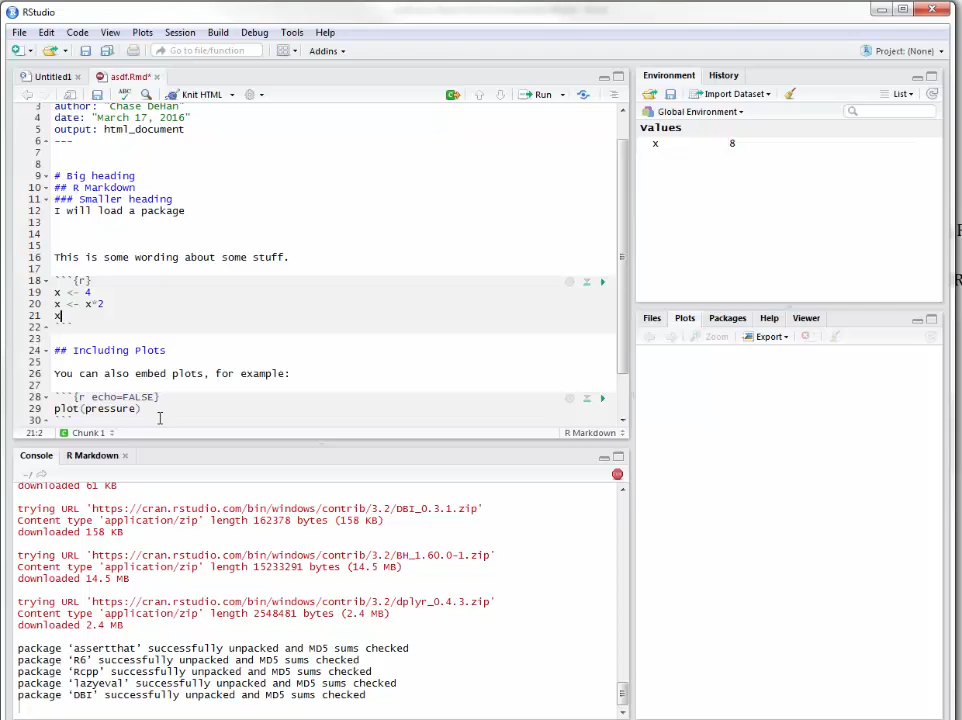 RStudio
File Edit Code View Plots Session Build Debug Tools Help
Go to file/function Addins Project: (None)
Untitled1 asdf.Rmd*
ABC Knit HTML Run
3 author: "Chase DeHan"
4 date: "March 17, 2016"
5 output: html_document
6 ---
7
8
9 # Big heading
10 ## R Markdown
11 ### Smaller heading
12 I will load a package
13
14
15
16 This is some wording about some stuff.
17
18 ```{r}
19 x <- 4
20 x <- x*2
21 x
22 ```
23
24 ## Including Plots
25
26 You can also embed plots, for example:
27
28 ```{r echo=FALSE}
29 plot(pressure)
30 ```
21:2 Chunk 1 R Markdown
Console R Markdown
~/
downloaded 61 KB
trying URL 'https://cran.rstudio.com/bin/windows/contrib/3.2/DBI_0.3.1.zip'
Content type 'application/zip' length 162378 bytes (158 KB)
downloaded 158 KB
trying URL 'https://cran.rstudio.com/bin/windows/contrib/3.2/BH_1.60.0-1.zip'
Content type 'application/zip' length 15233291 bytes (14.5 MB)
downloaded 14.5 MB
trying URL 'https://cran.rstudio.com/bin/windows/contrib/3.2/dplyr_0.4.3.zip'
Content type 'application/zip' length 2548481 bytes (2.4 MB)
downloaded 2.4 MB
package ‘assertthat’ successfully unpacked and MD5 sums checked
package ‘R6’ successfully unpacked and MD5 sums checked
package ‘Rcpp’ successfully unpacked and MD5 sums checked
package ‘lazyeval’ successfully unpacked and MD5 sums checked
package ‘DBI’ successfully unpacked and MD5 sums checked
Environment History
Import Dataset List
Global Environment
Values
x 8
Files Plots Packages Help Viewer
Zoom Export